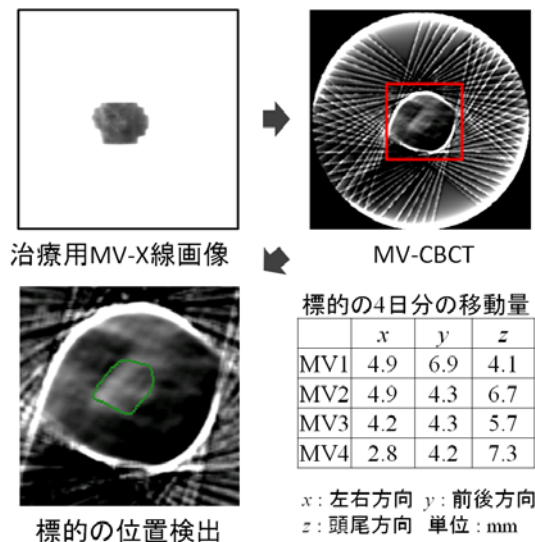 治療用MV-X線画像
MV-CBCT
標的の位置検出
標的の4日分の移動量
x y z
MV1 4.9 6.9 4.1
MV2 4.9 4.3 6.7
MV3 4.2 4.3 5.7
MV4 2.8 4.2 7.3
x : 左右方向 y : 前後方向
z : 頭尾方向 単位 : mm